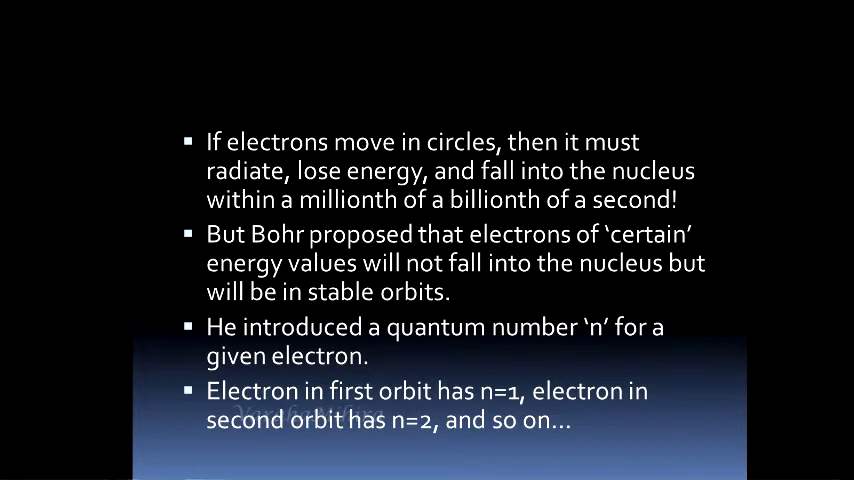 ▪ If electrons move in circles, then it must
radiate, lose energy, and fall into the nucleus
within a millionth of a billionth of a second!
▪ But Bohr proposed that electrons of ‘certain’
energy values will not fall into the nucleus but
will be in stable orbits.
▪ He introduced a quantum number ‘n’ for a
given electron.
▪ Electron in first orbit has n=1, electron in
second orbit has n=2, and so on...